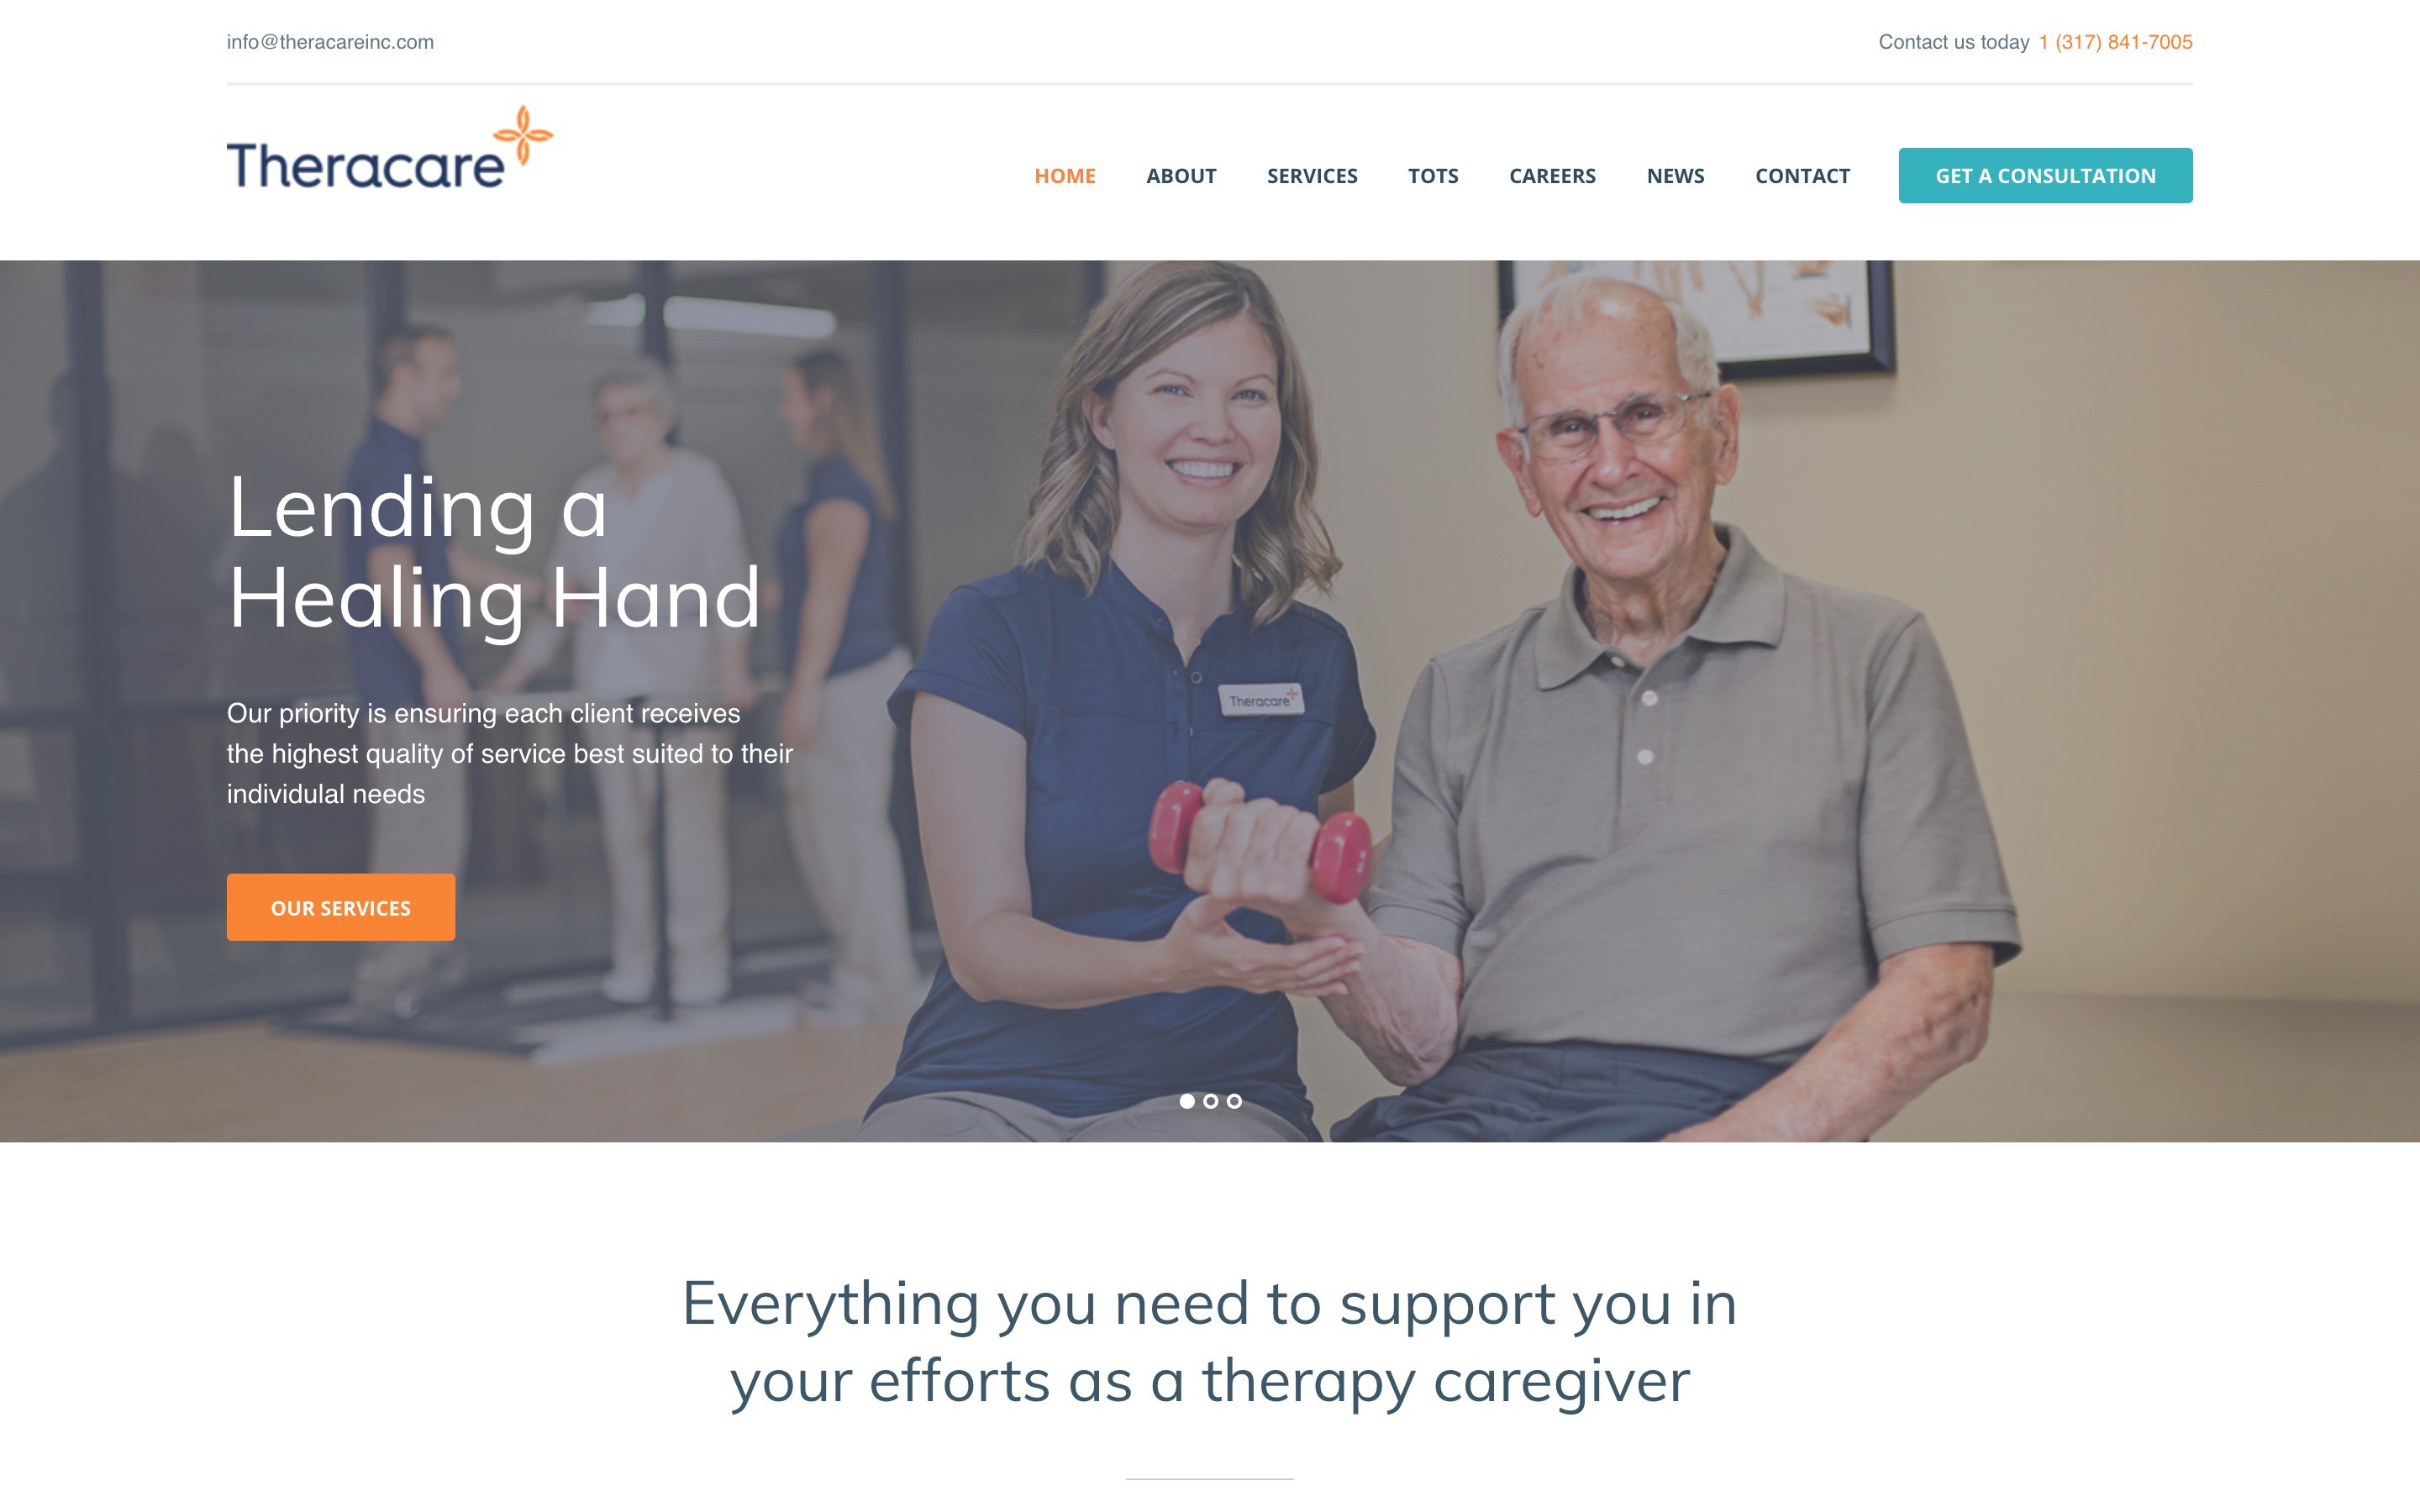 info@theracareinc.com
Contact us today 1 (317) 841-7005
Theracare
HOME ABOUT SERVICES TOTS CAREERS NEWS CONTACT GET A CONSULTATION
Lending a
Healing Hand
Theracare
Our priority is ensuring each client receives
the highest quality of service best suited to their
individulal needs
OUR SERVICES
Everything you need to support you in
your efforts as a therapy caregiver